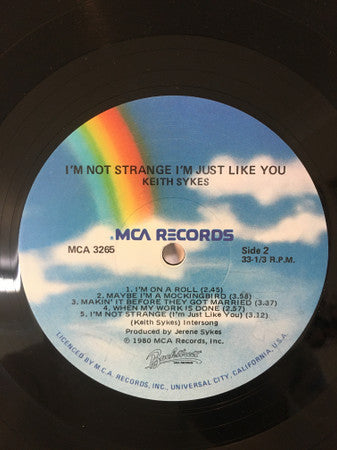 I'M NOT STRANGE I'M JUST LIKE YOU
KEITH SYKES
MCA RECORDS
MCA 3265
Side 2
33-1/3 R.P.M.
1. I'M ON A ROLL (2.45)
2. MAYBE I'M A MOCKINGBIRD (3.58)
3. MAKIN' IT BEFORE THEY GOT MARRIED (3.37)
4. WHEN MY WORK IS DONE (2.57)
5. I'M NOT STRANGE (I'm Just Like You) (3.12)
(Keith Sykes) Intersong
Produced by Jerene Sykes
℗ 1980 MCA Records, Inc.
Backstreet
LICENCED BY M.C.A. RECORDS, INC., UNIVERSAL CITY, CALIFORNIA, U.S.A.